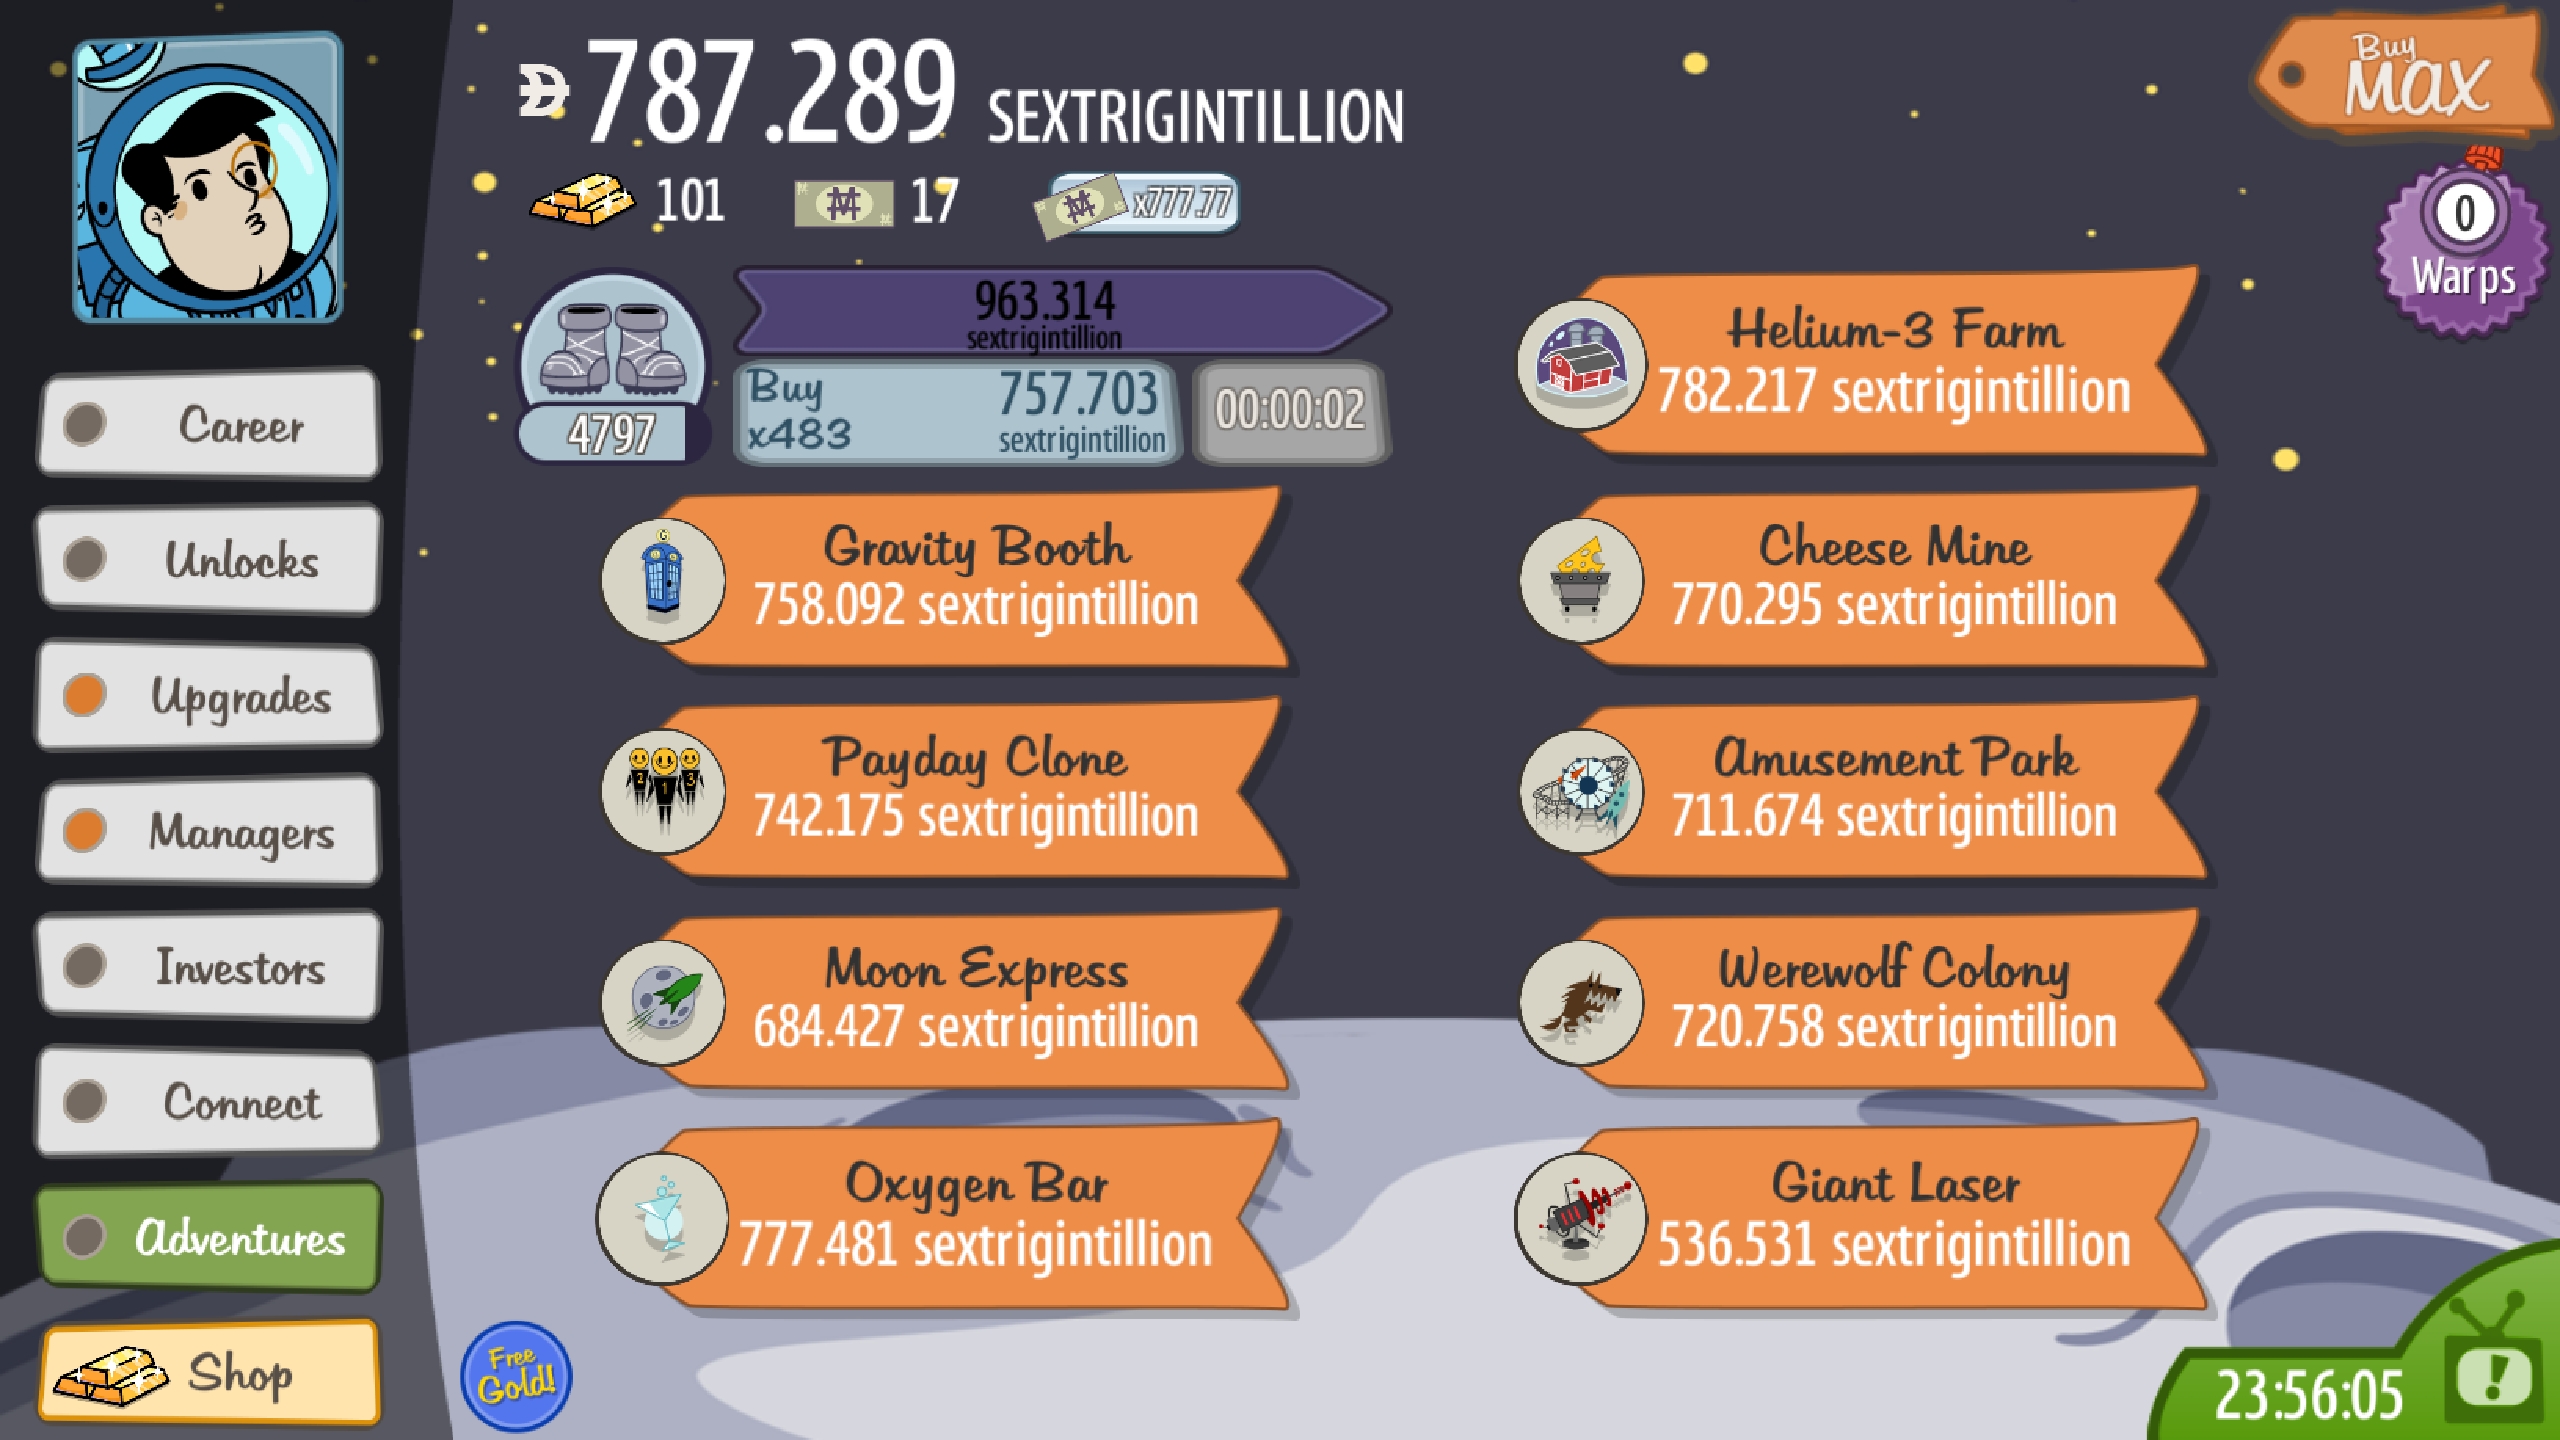 787.289 SEXTRIGINTILLION
Buy
MAX
101 17 x777.77
0
Warps
963.314
sextrigintillion
4797
Buy
x483
757.703
sextrigintillion
00:00:02
Helium-3 Farm
782.217 sextrigintillion
Gravity Booth
758.092 sextrigintillion
Cheese Mine
770.295 sextrigintillion
Payday Clone
742.175 sextrigintillion
Amusement Park
711.674 sextrigintillion
Moon Express
684.427 sextrigintillion
Werewolf Colony
720.758 sextrigintillion
Oxygen Bar
777.481 sextrigintillion
Giant Laser
536.531 sextrigintillion
Career
Unlocks
Upgrades
Managers
Investors
Connect
Adventures
Shop
Free
Gold!
23:56:05
!